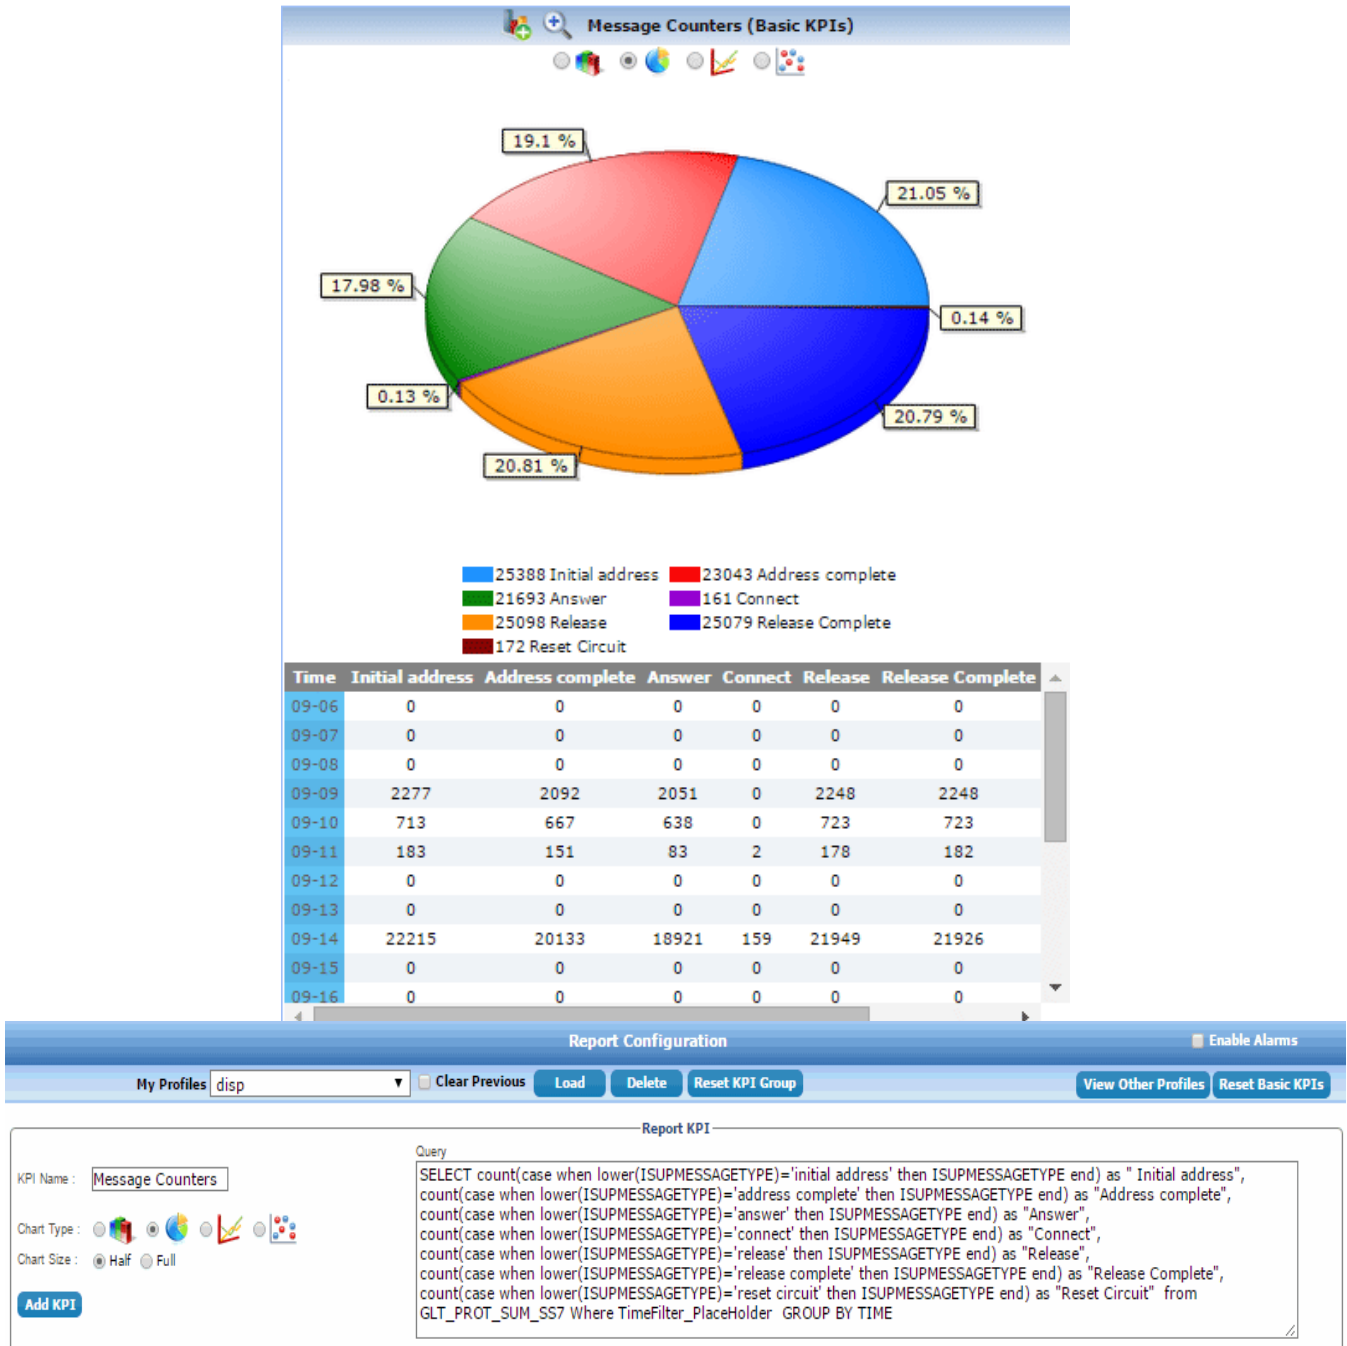 Message Counters (Basic KPIs)
19.1 %
21.05 %
17.98 %
0.14 %
0.13 %
20.79 %
20.81 %
25388 Initial address 23043 Address complete
21693 Answer 161 Connect
25098 Release 25079 Release Complete
172 Reset Circuit
Time Initial address Address complete Answer Connect Release Release Complete
09-06 0 0 0 0 0 0
09-07 0 0 0 0 0 0
09-08 0 0 0 0 0 0
09-09 2277 2092 2051 0 2248 2248
09-10 713 667 638 0 723 723
09-11 183 151 83 2 178 182
09-12 0 0 0 0 0 0
09-13 0 0 0 0 0 0
09-14 22215 20133 18921 159 21949 21926
09-15 0 0 0 0 0 0
09-16 0 0 0 0 0 0
Report Configuration Enable Alarms
My Profiles disp Clear Previous Load Delete Reset KPI Group View Other Profiles Reset Basic KPIs
Report KPI
Query
KPI Name : Message Counters
Chart Type :
Chart Size : Half Full
Add KPI
SELECT count(case when lower(ISUPMESSAGETYPE)='initial address' then ISUPMESSAGETYPE end) as " Initial address",
count(case when lower(ISUPMESSAGETYPE)='address complete' then ISUPMESSAGETYPE end) as "Address complete",
count(case when lower(ISUPMESSAGETYPE)='answer' then ISUPMESSAGETYPE end) as "Answer",
count(case when lower(ISUPMESSAGETYPE)='connect' then ISUPMESSAGETYPE end) as "Connect",
count(case when lower(ISUPMESSAGETYPE)='release' then ISUPMESSAGETYPE end) as "Release",
count(case when lower(ISUPMESSAGETYPE)='release complete' then ISUPMESSAGETYPE end) as "Release Complete",
count(case when lower(ISUPMESSAGETYPE)='reset circuit' then ISUPMESSAGETYPE end) as "Reset Circuit" from
GLT_PROT_SUM_SS7 Where TimeFilter_PlaceHolder GROUP BY TIME